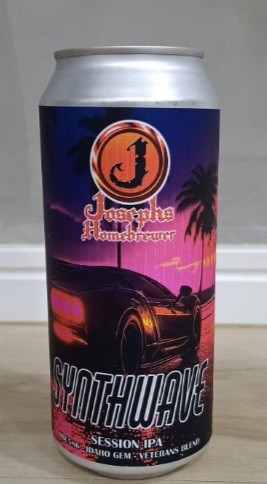 J
Josephs
Homebrewer
SYNTHWAVE
SESSION IPA
- IDAHO GEM - VETERANS BLEND